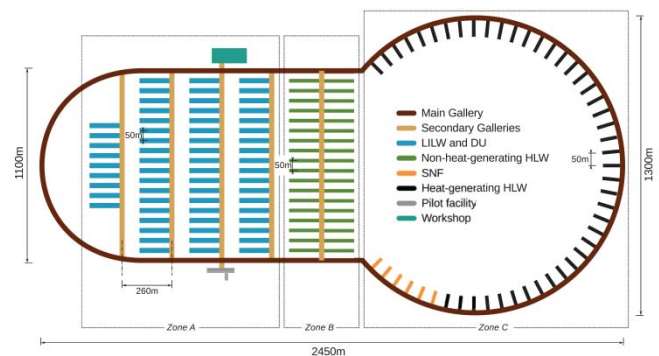 1100m
50m
50m
260m
Main Gallery
Secondary Galleries
LILW and DU
Non-heat-generating HLW
SNF
Heat-generating HLW
Pilot facility
Workshop
50m
1300m
Zone A
Zone B
Zone C
2450m